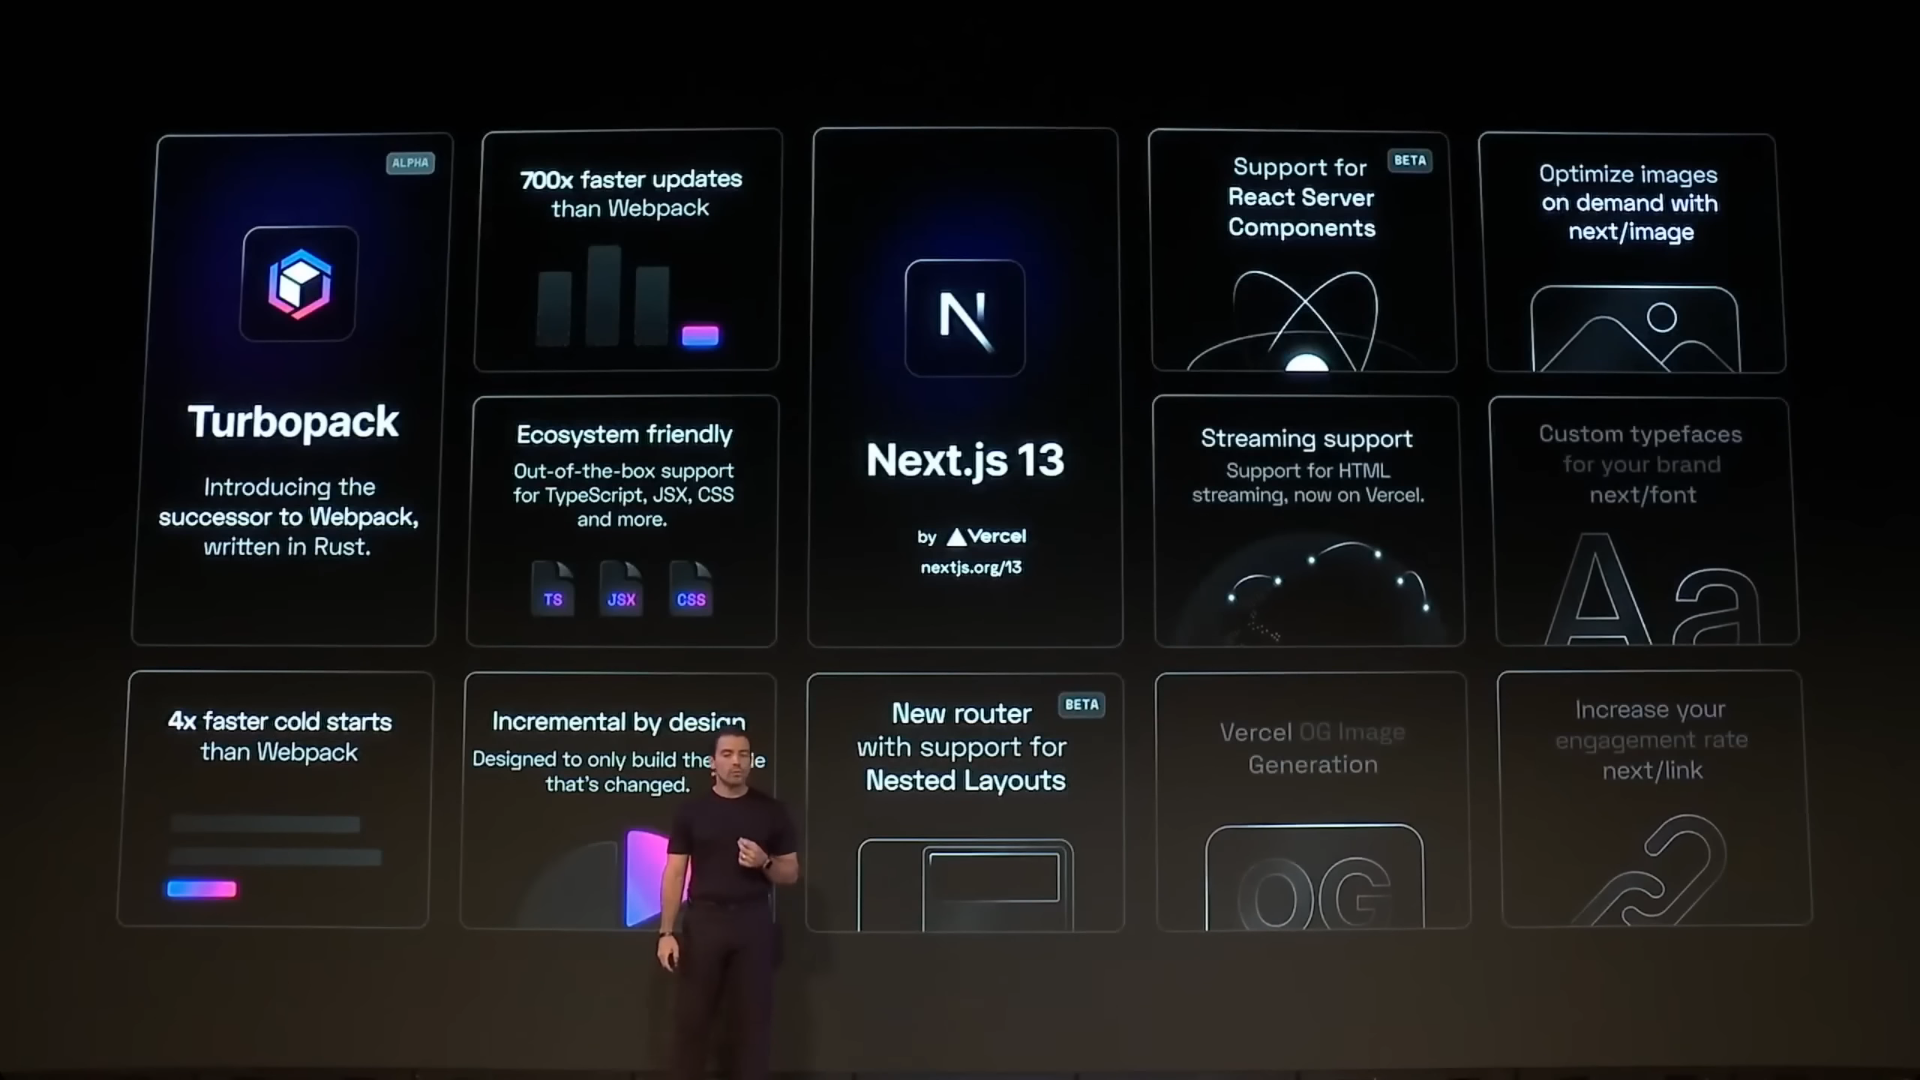 ALPHA
Turbopack
Introducing the
successor to Webpack,
written in Rust.
700x faster updates
than Webpack
Ecosystem friendly
Out-of-the-box support
for TypeScript, JSX, CSS
and more.
TS
JSX
CSS
N
Next.js 13
by Vercel
nextjs.org/13
BETA
Support for
React Server
Components
Streaming support
Support for HTML
streaming, now on Vercel.
Optimize images
on demand with
next/image
Custom typefaces
for your brand
next/font
Aa
4x faster cold starts
than Webpack
Incremental by design
Designed to only build the
that's changed.
BETA
New router
with support for
Nested Layouts
Vercel OG Image
Generation
OG
Increase your
engagement rate
next/link